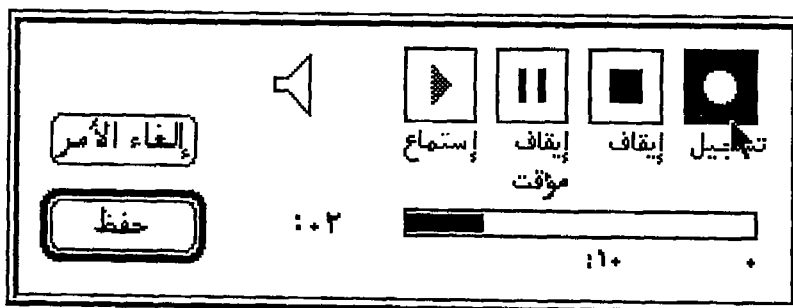 تسجيل
إيقاف
إيقاف مؤقت
إستماع
إلغاء الأمر
حفظ
:٠٢
٠
:١٠